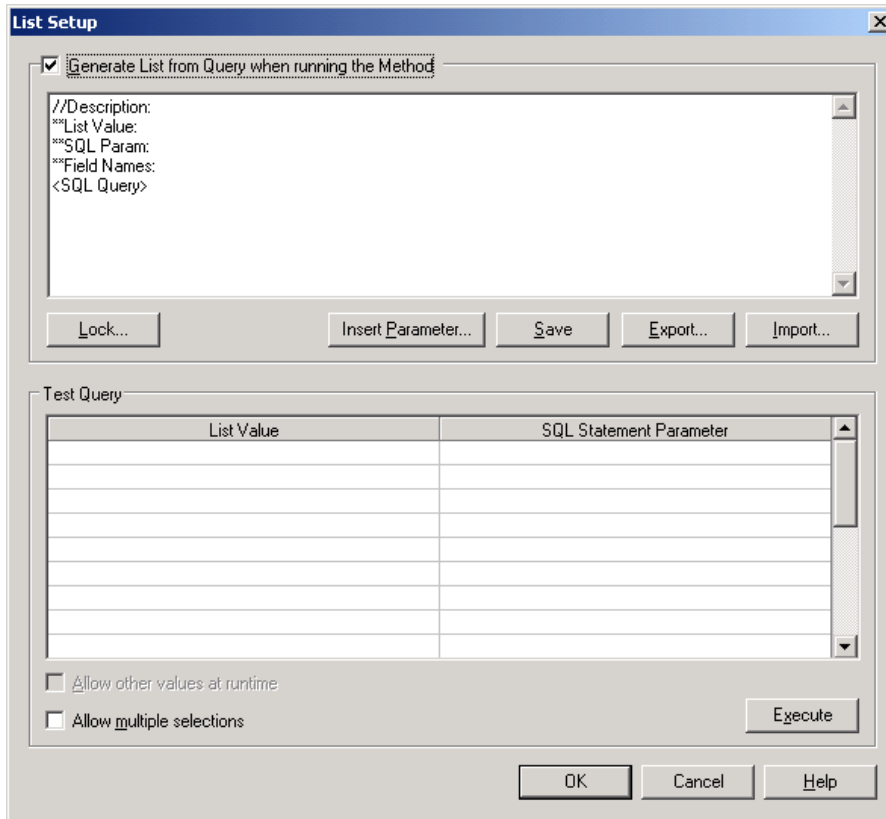 List Setup
Generate List from Query when running the Method
//Description:
**List Value:
**SQL Param:
**Field Names:
<SQL Query>
Lock... Insert Parameter... Save Export... Import...
Test Query
List Value SQL Statement Parameter
Allow other values at runtime
Allow multiple selections
Execute
OK Cancel Help